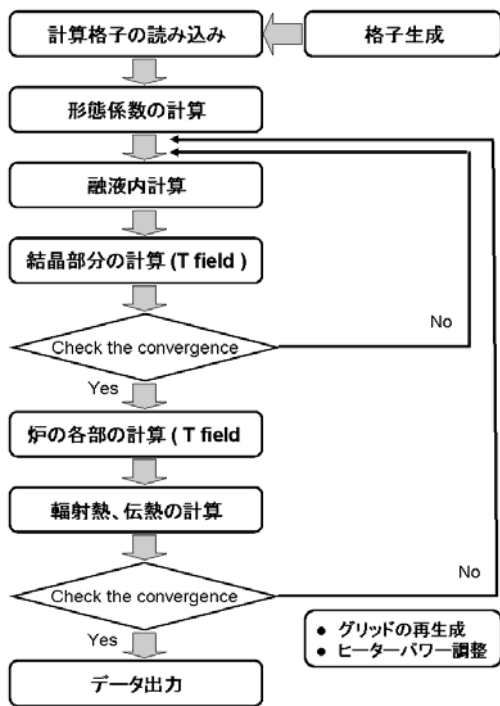 計算格子の読み込み
格子生成
形態係数の計算
融液内計算
結晶部分の計算 (T field )
No
Check the convergence
Yes
炉の各部の計算 ( T field
輻射熱、伝熱の計算
No
Check the convergence
Yes
● グリッドの再生成
● ヒーターパワー調整
データ出力